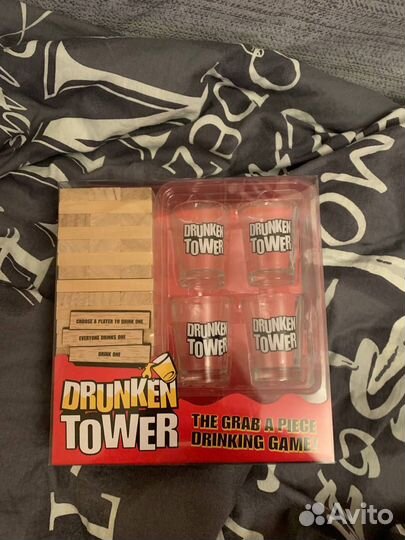 DRUNKEN
TOWER
DRUNKEN
TOWER
DRUNKEN
TOWER
DRUNKEN
TOWER
CHOOSE A PLAYER TO DRINK ONE
EVERYONE DRINKS ONE
DRINK ONE
DRUNKEN
TOWER
THE GRAB A PIECE
DRINKING GAME!
Avito